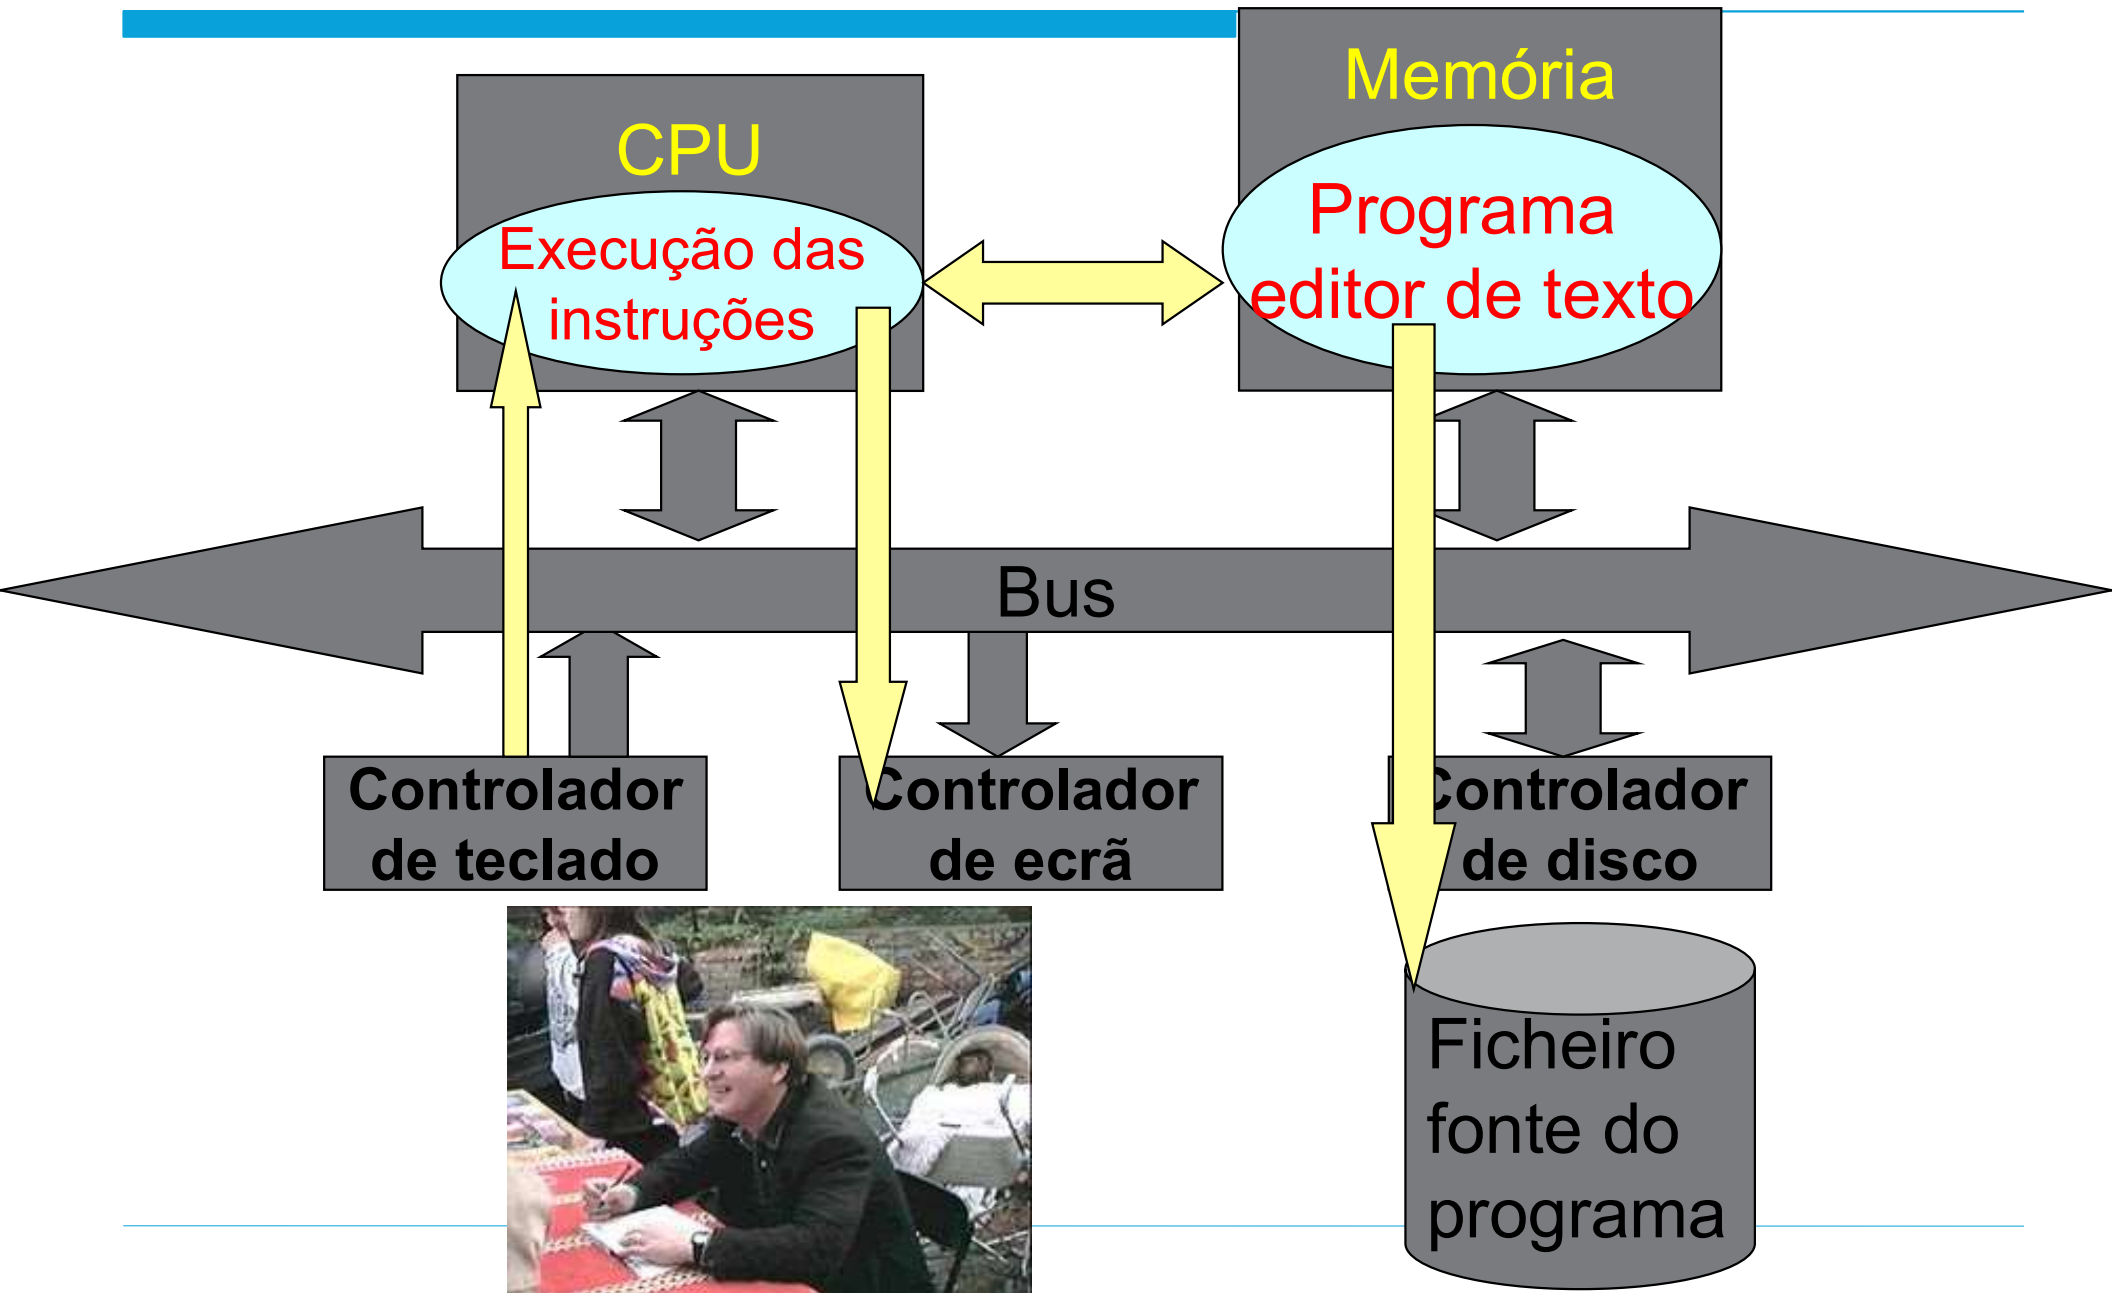 Memória
CPU
Programa
editor de texto
Execução das
instruções
Bus
Controlador
de teclado
Controlador
de ecrã
Controlador
de disco
Ficheiro
fonte do
programa